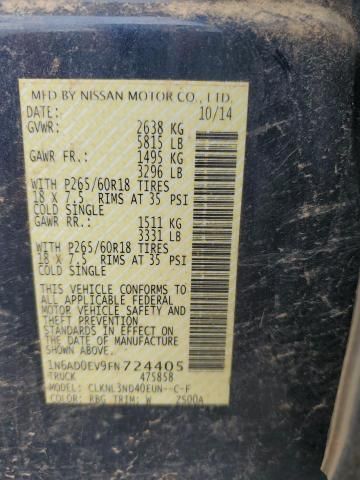 MFD BY NISSAN MOTOR CO., LTD.
DATE: 10/14
GVWR: 2638 KG
5815 LB
GAWR FR.: 1495 KG
3296 LB
WITH P265/60R18 TIRES
18 X 7.5 RIMS AT 35 PSI
COLD SINGLE
GAWR RR.: 1511 KG
3331 LB
WITH P265/60R18 TIRES
18 X 7.5 RIMS AT 35 PSI
COLD SINGLE
THIS VEHICLE CONFORMS TO
ALL APPLICABLE FEDERAL
MOTOR VEHICLE SAFETY AND
THEFT PREVENTION
STANDARDS IN EFFECT ON
THE DATE OF MANUFACTURE
SHOWN ABOVE.
1N6AD0EV9FN724405
TRUCK 475858
MODEL: CLKNL3ND40EUN--C-F
COLOR: RBG TRIM: W 2S00A